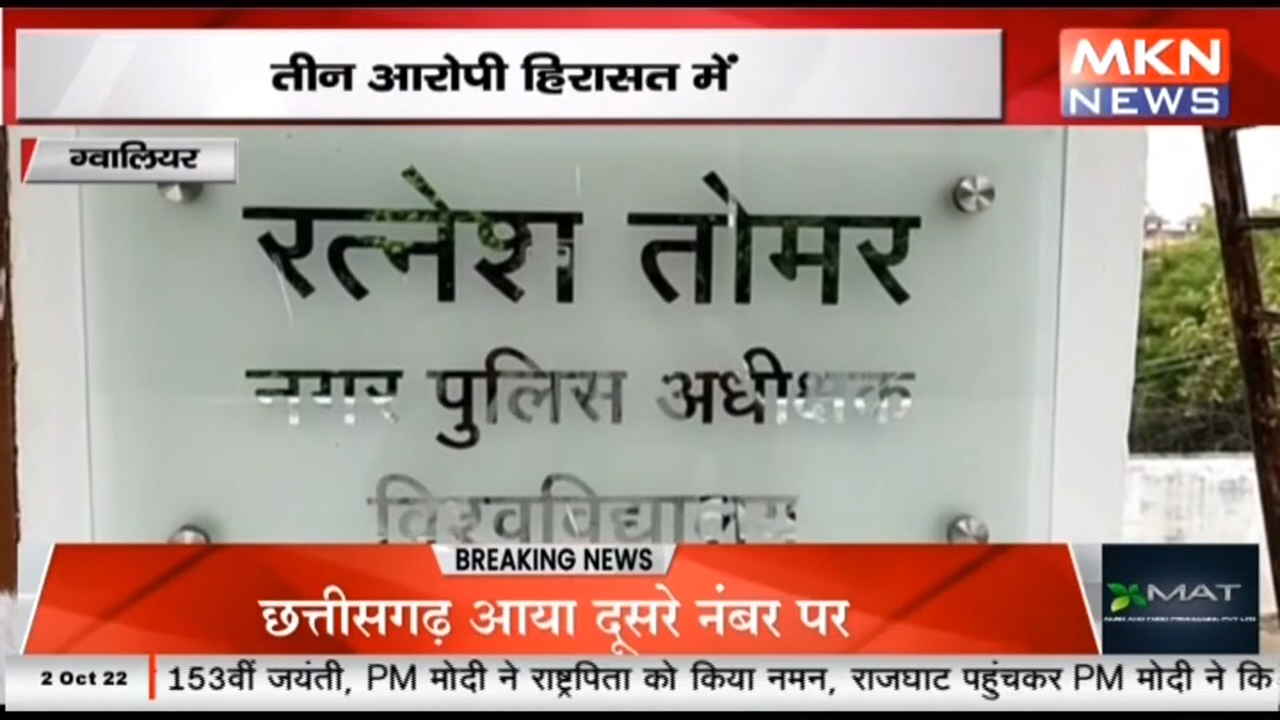 तीन आरोपी हिरासत में
MKN
NEWS
ग्वालियर
रत्नेश तोमर
नगर पुलिस अधीक्षक
विश्वविद्यालय
BREAKING NEWS
छत्तीसगढ़ आया दूसरे नंबर पर
MAT
2 Oct 22
153वीं जयंती, PM मोदी ने राष्ट्रपिता को किया नमन, राजघाट पहुंचकर PM मोदी ने कि